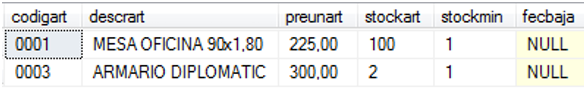 codigart descrart preunart stockart stockmin fecbaja
0001 MESA OFICINA 90x1,80 225,00 100 1 NULL
0003 ARMARIO DIPLOMATIC 300,00 2 1 NULL